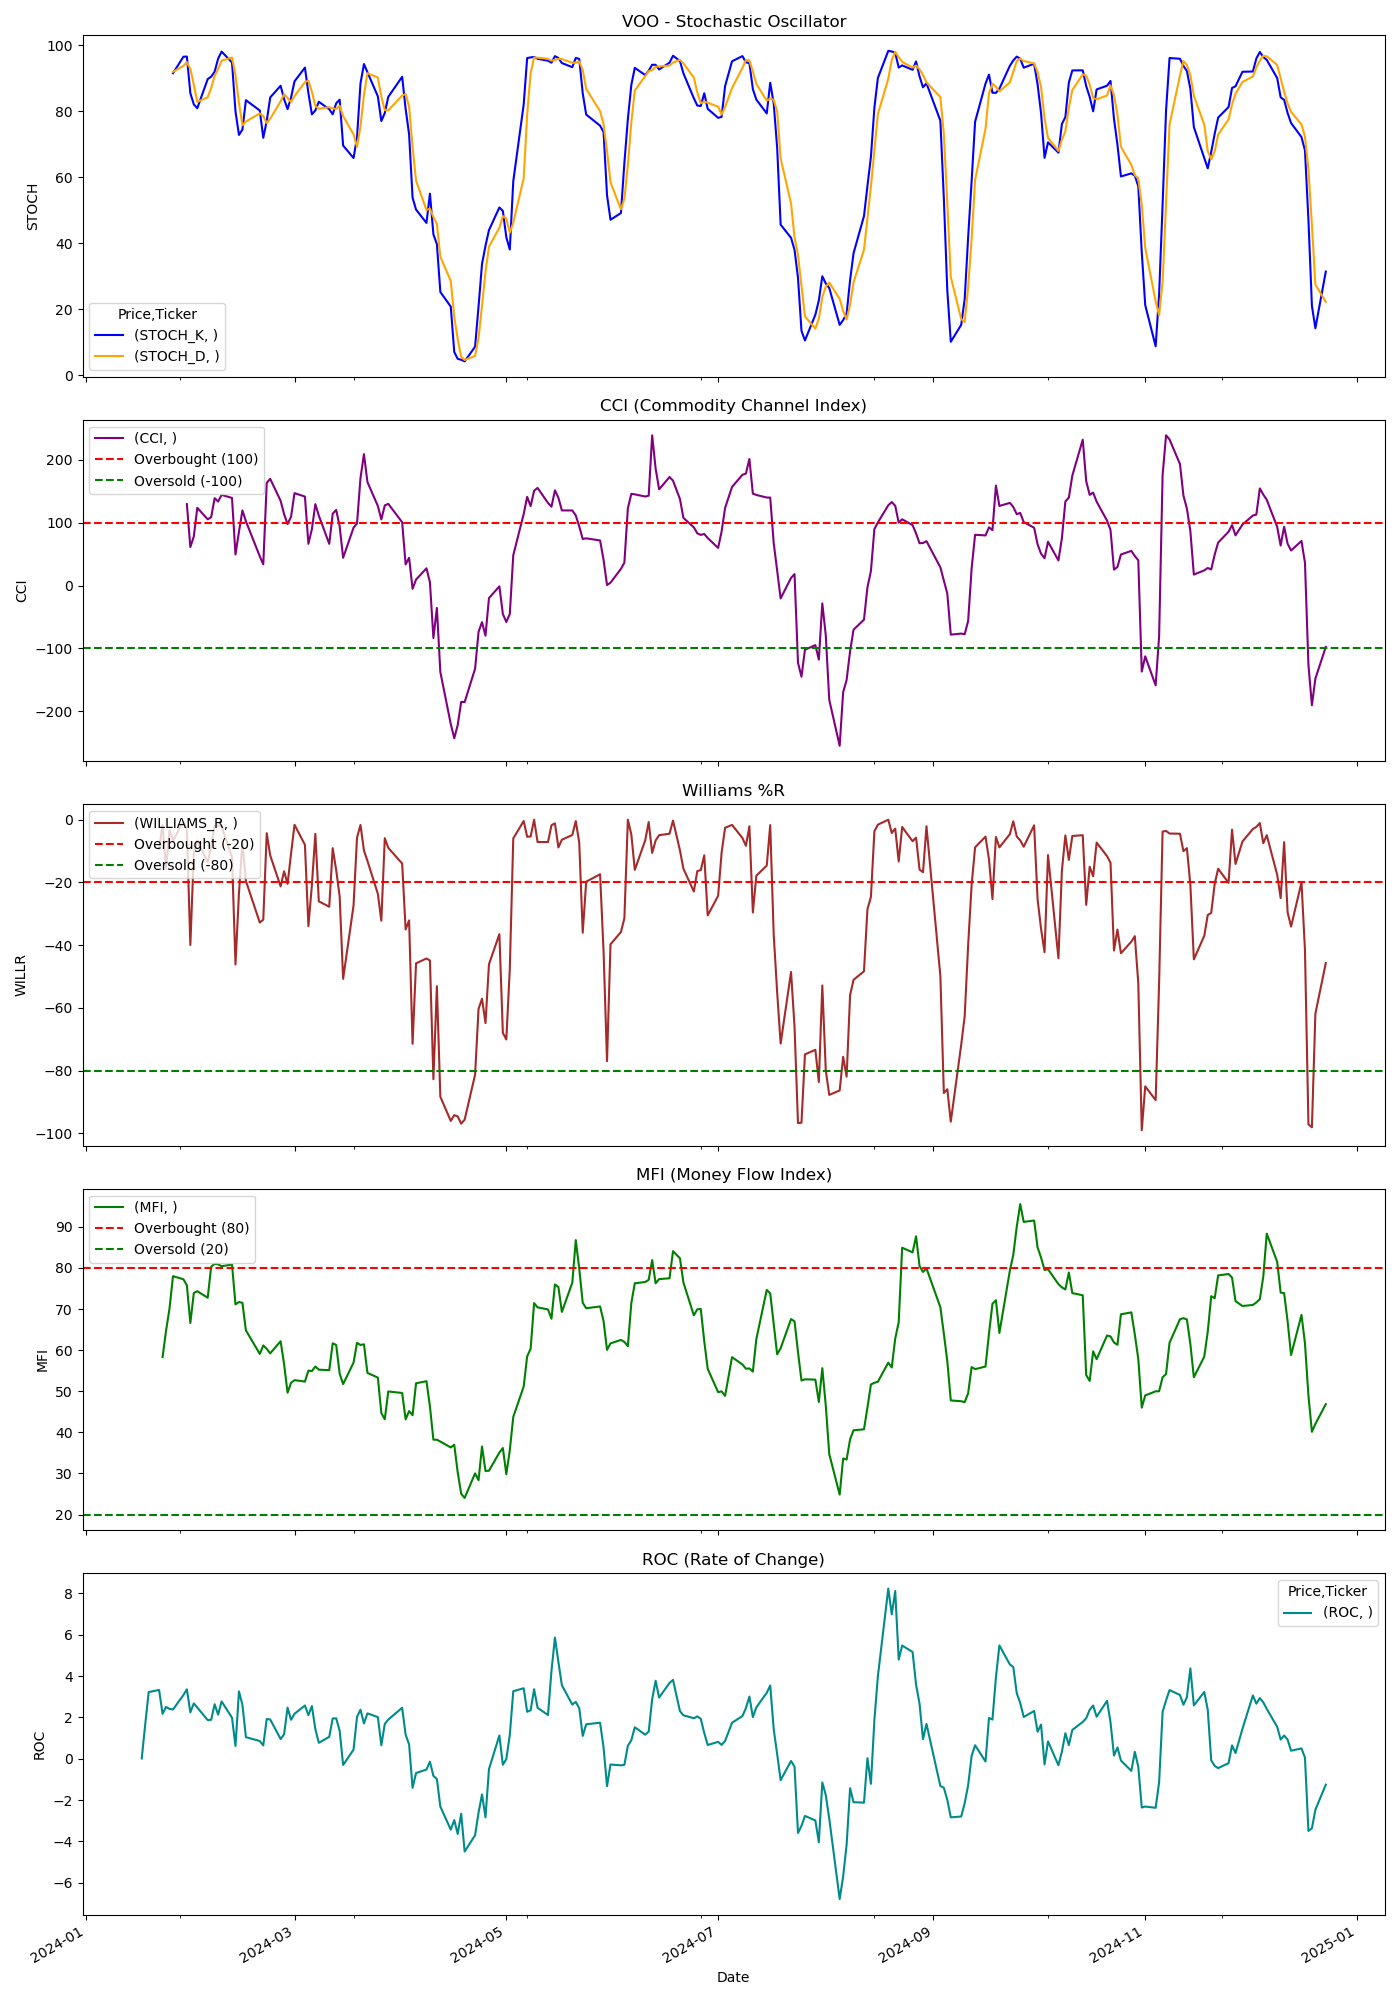 VOO - Stochastic Oscillator
100
80
60
40
20
0
STOCH
Price,Ticker
(STOCH_K, )
(STOCH_D, )
CCI (Commodity Channel Index)
200
100
0
−100
−200
CCI
(CCI, )
Overbought (100)
Oversold (-100)
Williams %R
0
−20
−40
−60
−80
−100
WILLR
(WILLIAMS_R, )
Overbought (-20)
Oversold (-80)
MFI (Money Flow Index)
90
80
70
60
50
40
30
20
MFI
(MFI, )
Overbought (80)
Oversold (20)
ROC (Rate of Change)
8
6
4
2
0
−2
−4
−6
ROC
Price,Ticker
(ROC, )
2024-01
2024-03
2024-05
2024-07
2024-09
2024-11
2025-01
Date